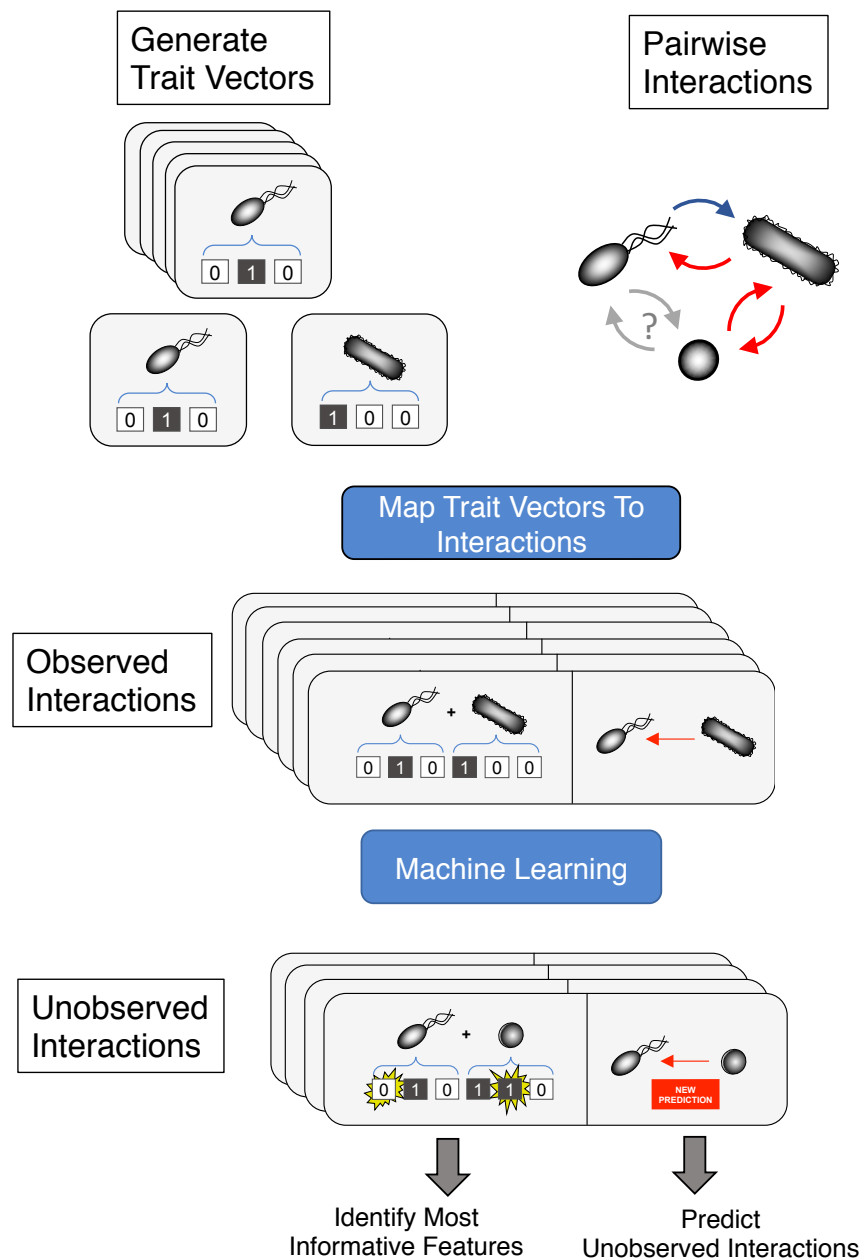 Generate
Trait Vectors
Pairwise
Interactions
0 1 0
?
0 1 0
1 0 0
Map Trait Vectors To
Interactions
Observed
Interactions
+
0 1 0 1 0 0
Machine Learning
Unobserved
Interactions
+
0 1 0 1 1 0
NEW
PREDICTION
Identify Most
Informative Features
Predict
Unobserved Interactions